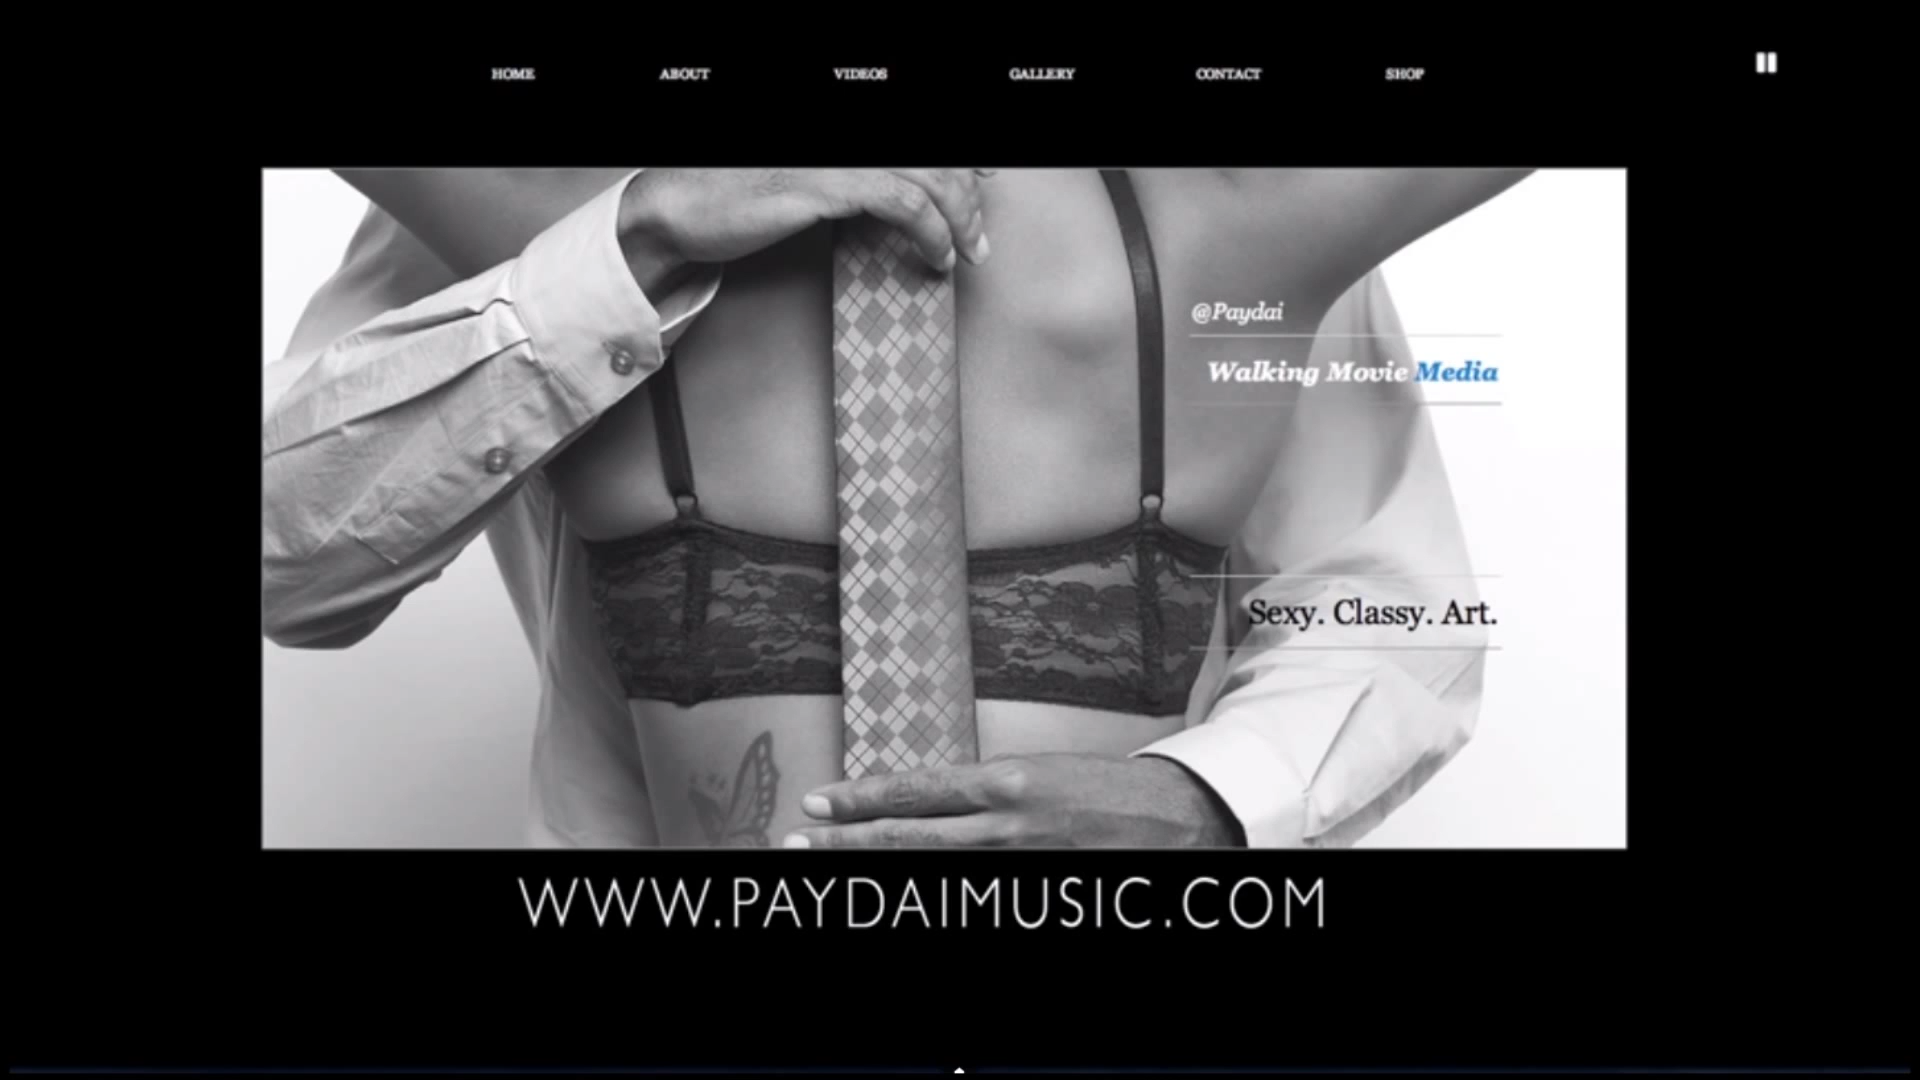 HOME ABOUT VIDEOS GALLERY CONTACT SHOP
@Paydai
Walking Movie Media
Sexy. Classy. Art.
WWW.PAYDAIMUSIC.COM